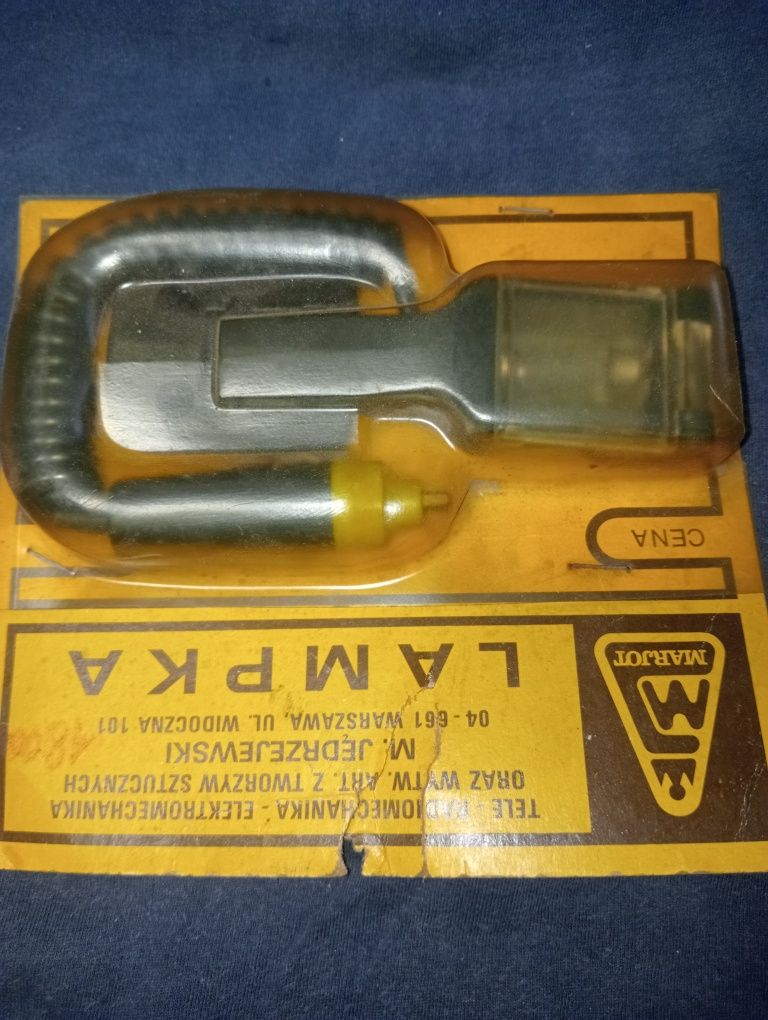 TELE - RADIOMECHANIKA - ELEKTROMECHANIKA
ORAZ WYTW. ART. Z TWORZYW SZTUCZNYCH
M. JĘDRZEJEWSKI
04-661 WARSZAWA, UL. WIDOCZNA 101
LAMPKA
MARJOT
CENA